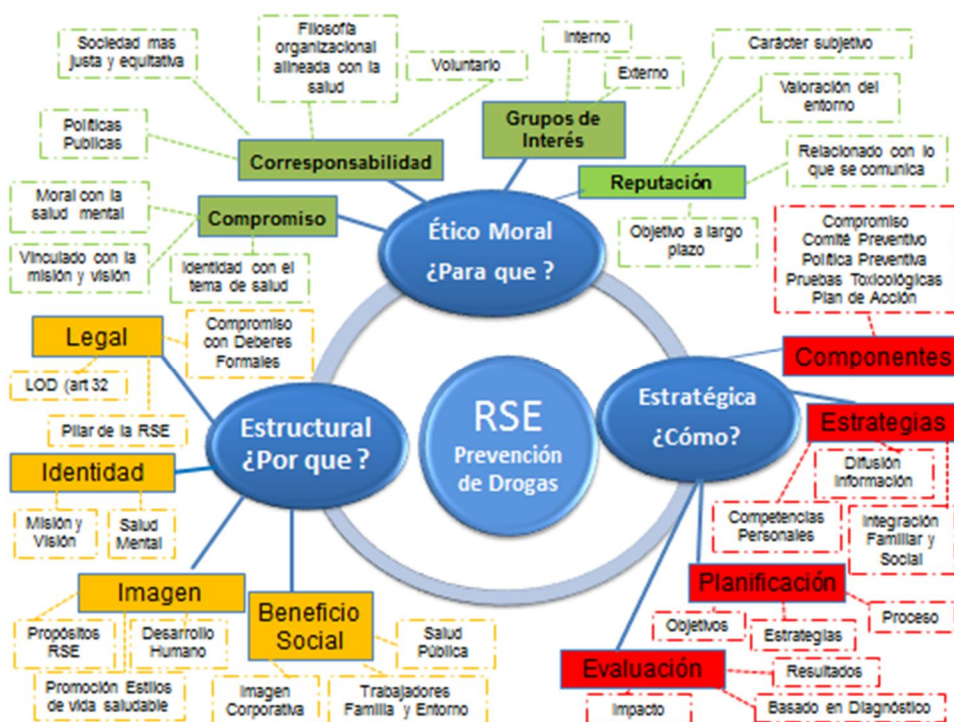 Sociedad mas
justa y equitativa
Filosofía
organizacional
alineada con la
salud
Voluntario
Interno
Externo
Carácter subjetivo
Valoración del
entorno
Políticas
Publicas
Corresponsabilidad
Grupos de
Interés
Relacionado con lo
que se comunica
Reputación
Moral con la
salud mental
Compromiso
Vinculado con la
misión y visión
Identidad con el
tema de salud
Ético Moral
¿Para que ?
Objetivo a largo
plazo
Compromiso
Comité Preventivo
Política Preventiva
Pruebas Toxicológicas
Plan de Acción
Legal
Compromiso
con Deberes
Formales
LOD (art 32
Pilar de la RSE
Componentes
Estructural
¿Por que ?
RSE
Prevención
de Drogas
Estratégica
¿Cómo?
Estrategias
Difusión
Información
Competencias
Personales
Integración
Familiar y
Social
Identidad
Misión y
Visión
Salud
Mental
Imagen
Propósitos
RSE
Desarrollo
Humano
Promoción Estilos
de vida saludable
Beneficio
Social
Salud
Pública
Imagen
Corporativa
Trabajadores
Familia y Entorno
Planificación
Objetivos
Estrategias
Proceso
Evaluación
Resultados
Impacto
Basado en Diagnóstico